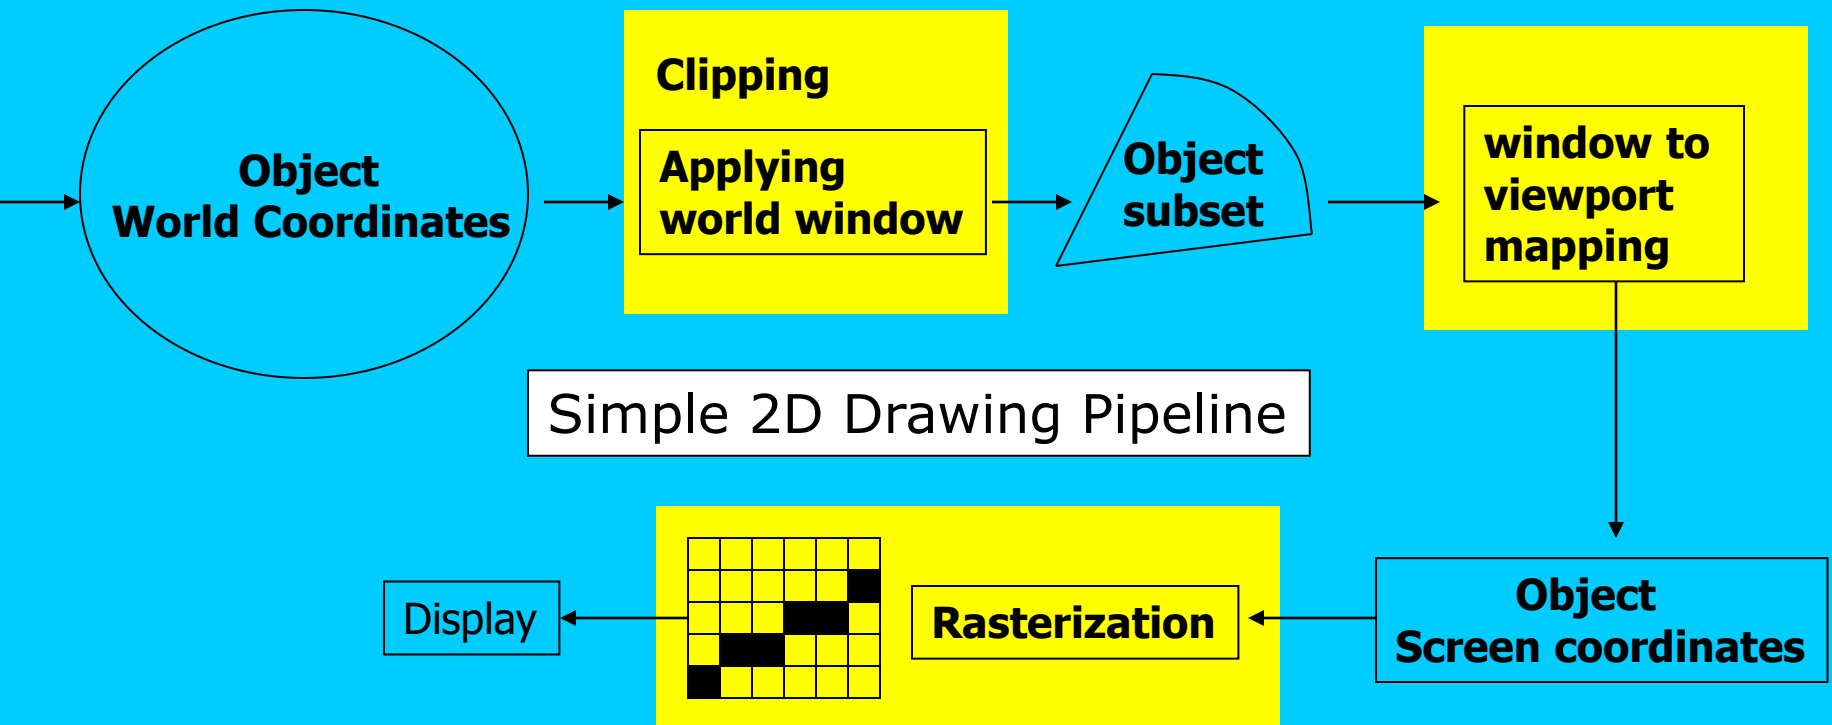 Object
World Coordinates
Clipping
Applying
world window
Object
subset
window to
viewport
mapping
Simple 2D Drawing Pipeline
Display
Rasterization
Object
Screen coordinates